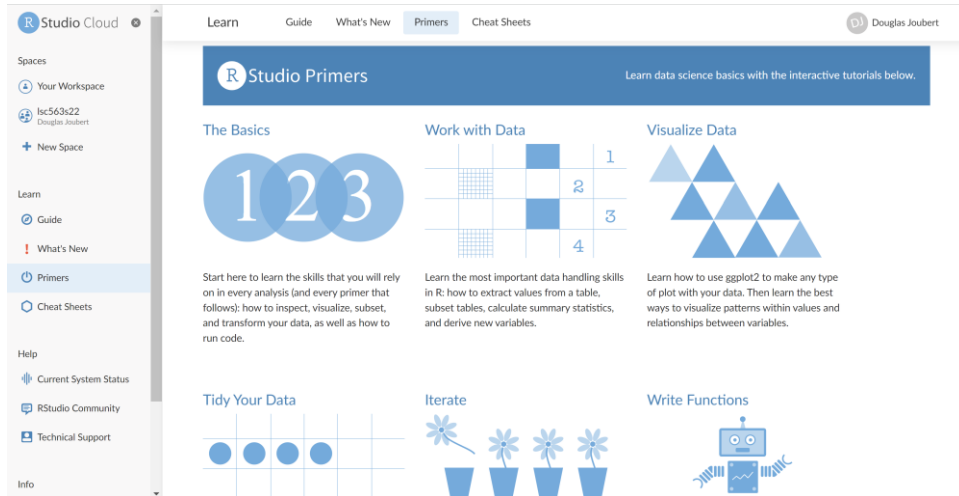 R Studio Cloud
Spaces
Your Workspace
lsc563s22
Douglas Joubert
New Space
Learn
Guide
What's New
Primers
Cheat Sheets
Help
Current System Status
RStudio Community
Technical Support
Info
Learn Guide What's New Primers Cheat Sheets DJ Douglas Joubert
R Studio Primers Learn data science basics with the interactive tutorials below.
The Basics
1 2 3
Start here to learn the skills that you will rely
on in every analysis (and every primer that
follows): how to inspect, visualize, subset,
and transform your data, as well as how to
run code.
Work with Data
1
2
3
4
Learn the most important data handling skills
in R: how to extract values from a table,
subset tables, calculate summary statistics,
and derive new variables.
Visualize Data
Learn how to use ggplot2 to make any type
of plot with your data. Then learn the best
ways to visualize patterns within values and
relationships between variables.
Tidy Your Data
Iterate
Write Functions